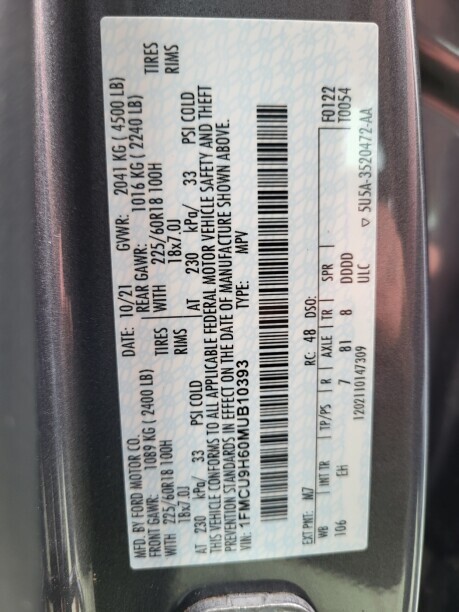 MFD. BY FORD MOTOR CO.
DATE: 10/21 GVWR: 2041 KG ( 4500 LB)
FRONT GAWR: 1089 KG ( 2400 LB) REAR GAWR: 1016 KG ( 2240 LB)
WITH 225/60R18 100H TIRES WITH 225/60R18 100H TIRES
18x7.0J RIMS 18x7.0J RIMS
AT 230 kPa/ 33 PSI COLD AT 230 kPa/ 33 PSI COLD
THIS VEHICLE CONFORMS TO ALL APPLICABLE FEDERAL MOTOR VEHICLE SAFETY AND THEFT
PREVENTION STANDARDS IN EFFECT ON THE DATE OF MANUFACTURE SHOWN ABOVE.
VIN: 1FMCU9H60MUB10393 TYPE: MPV
F0122
T0054
EXT PNT: M7 RC: 48 DSO:
WB INT TR TP/PS R AXLE TR SPR
106 EH 7 81 8 DDDD
1202110147309 ULC ▽ 5U5A-3520472-AA